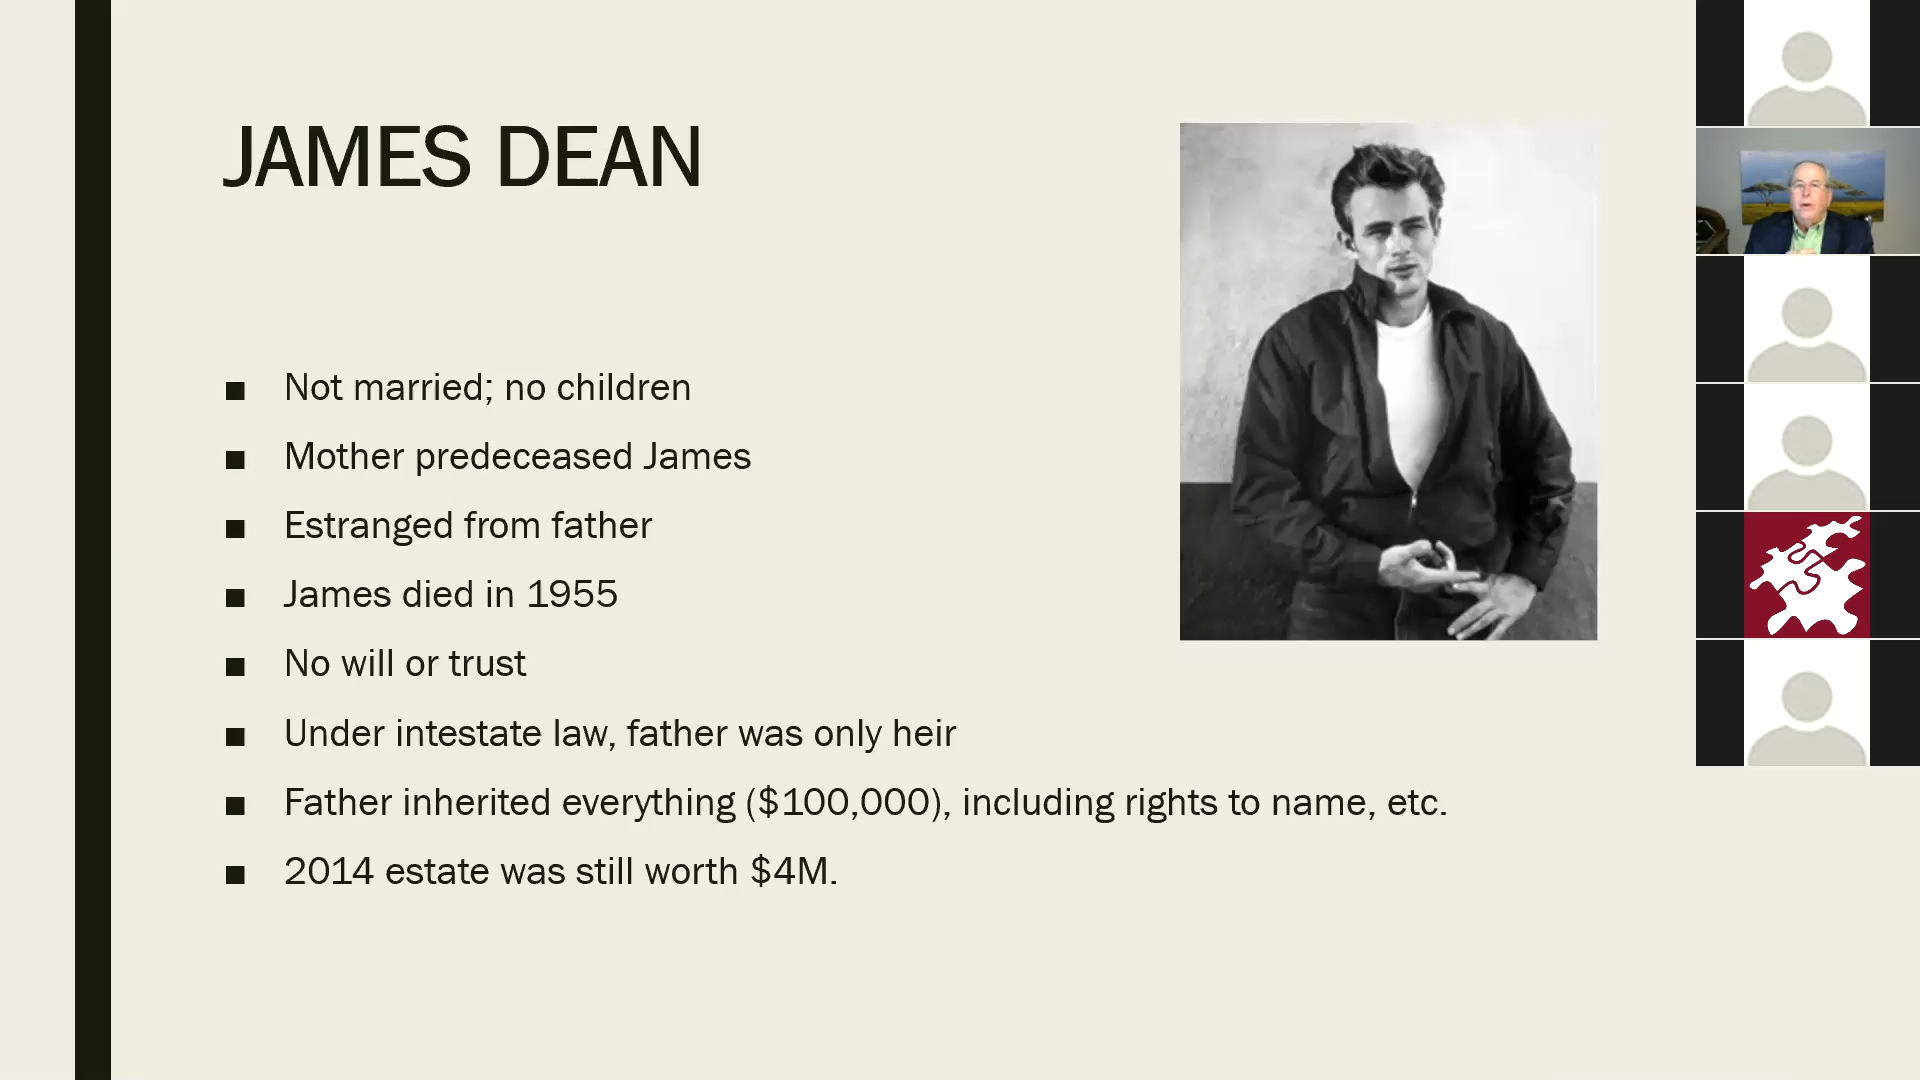 JAMES DEAN
Not married; no children
Mother predeceased James
Estranged from father
James died in 1955
No will or trust
Under intestate law, father was only heir
Father inherited everything ($100,000), including rights to name, etc.
2014 estate was still worth $4M.